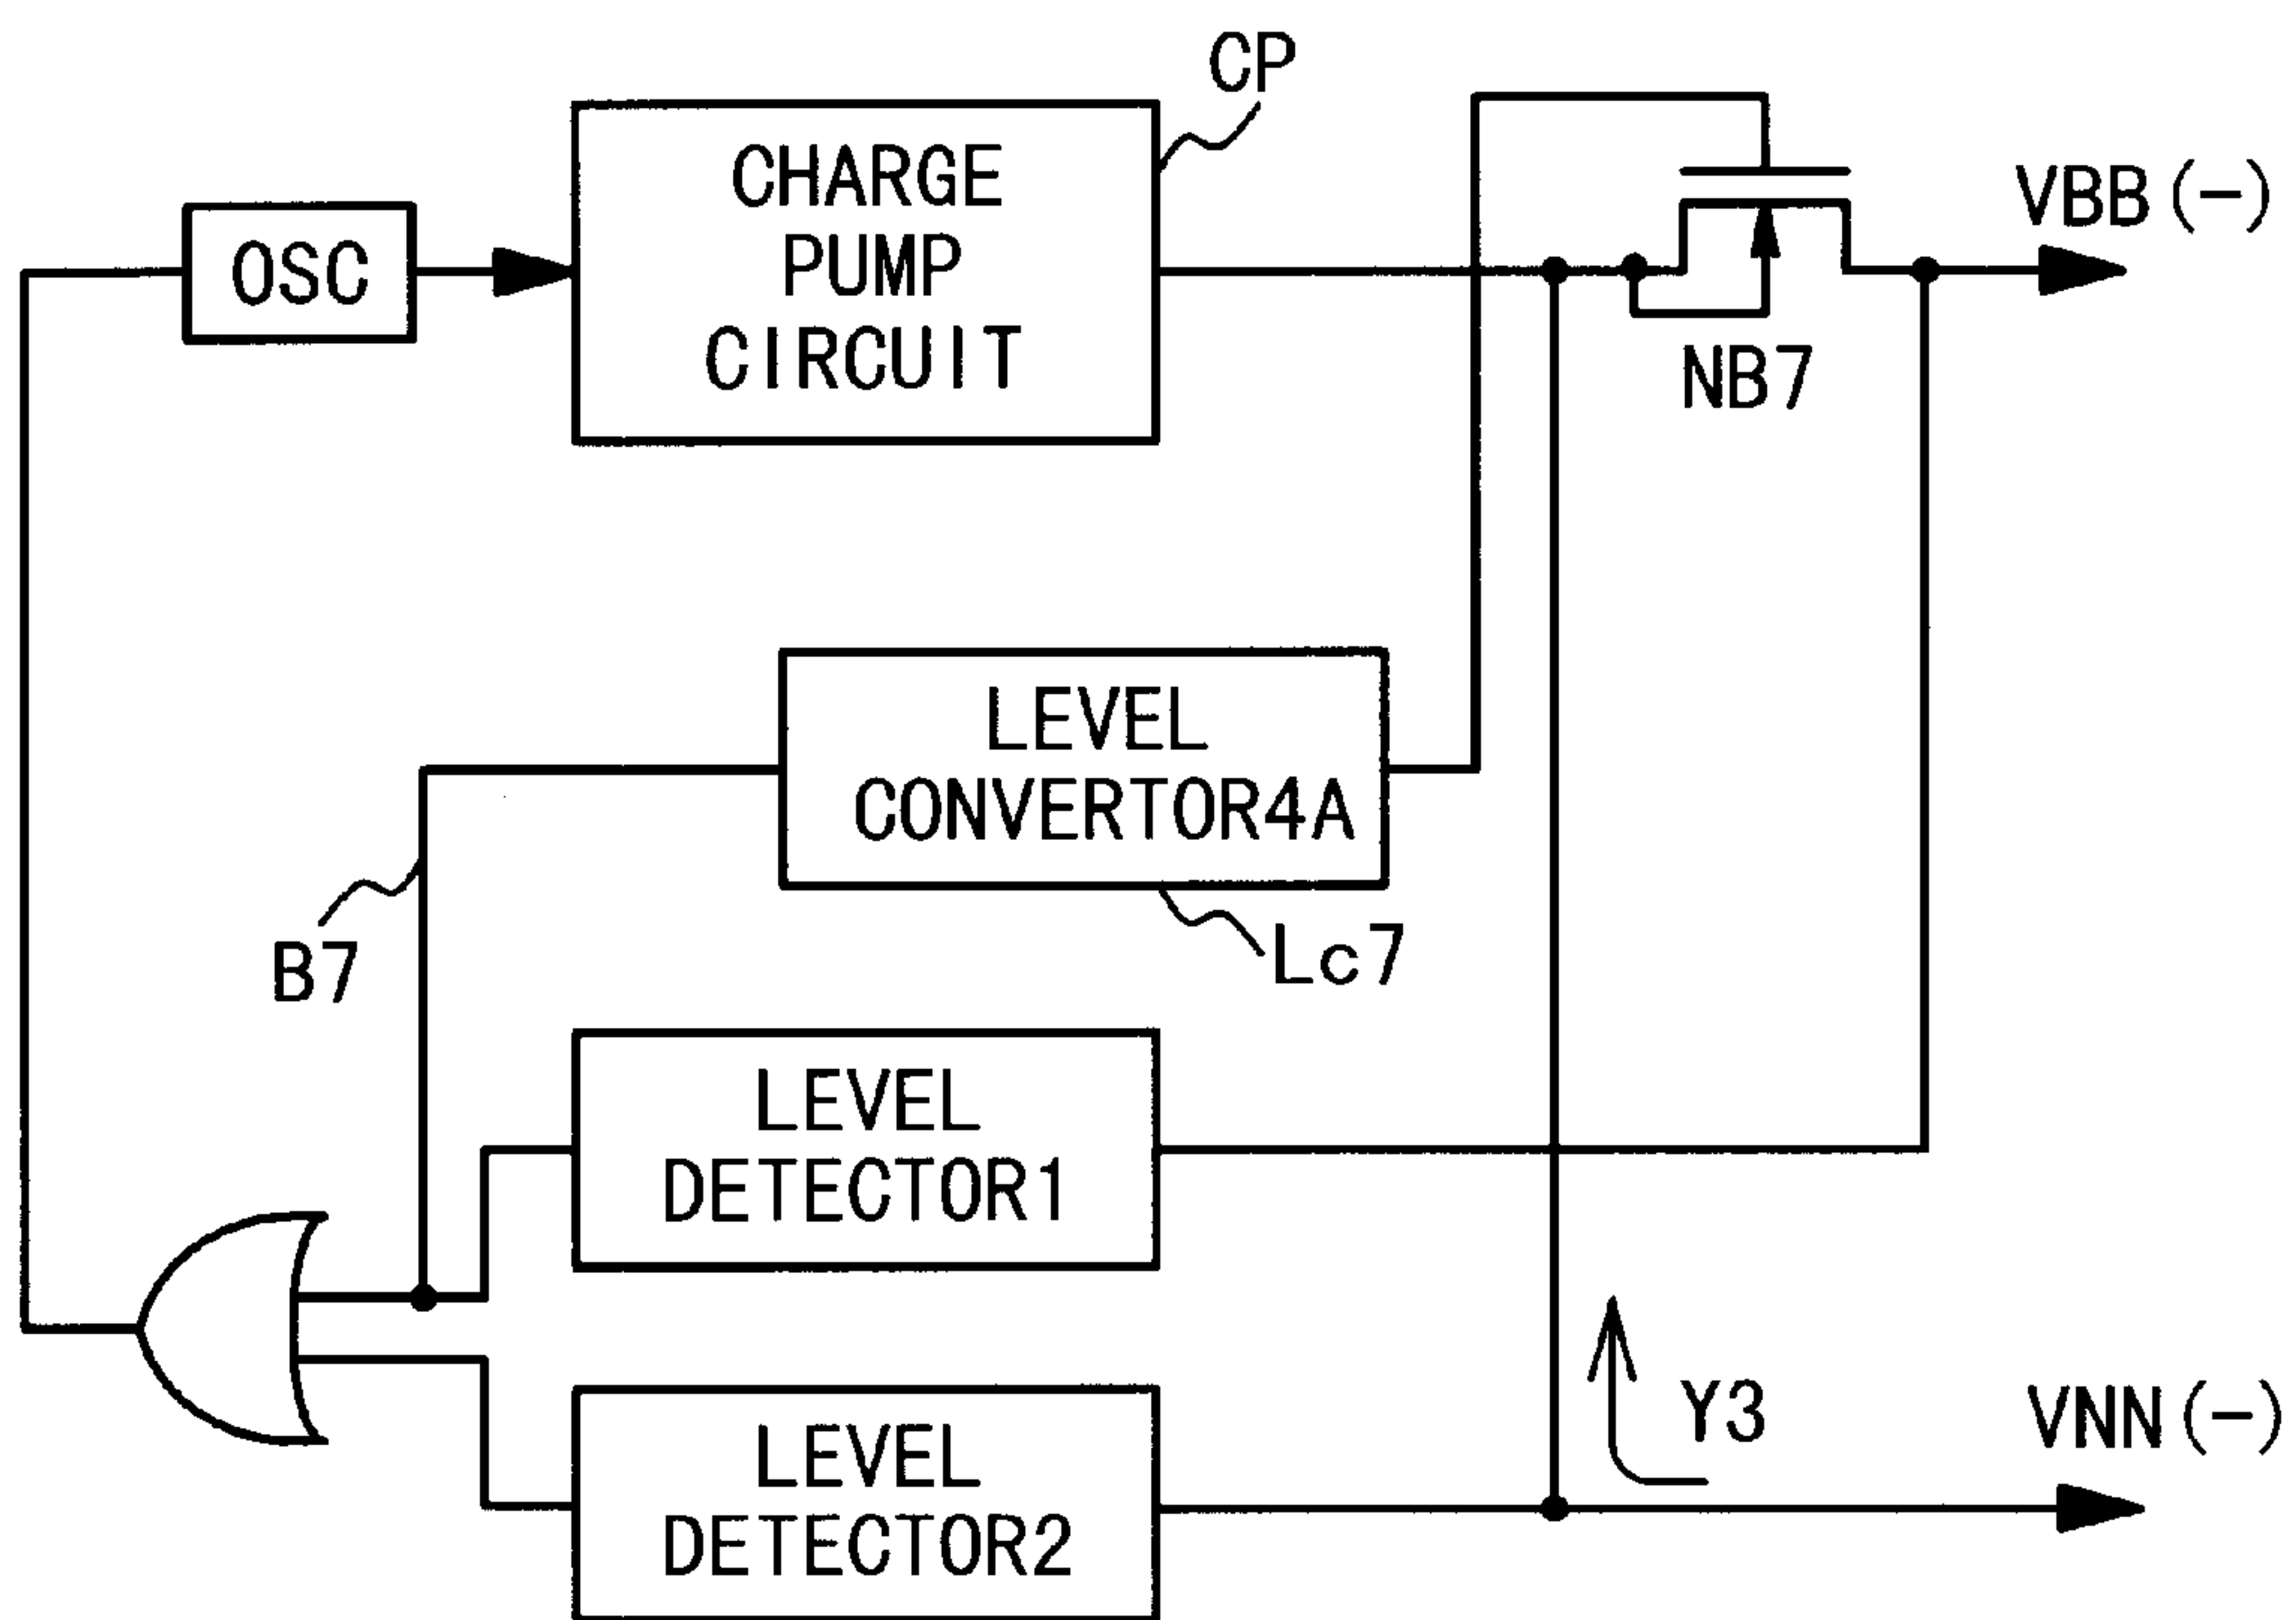 CP
CHARGE
PUMP
CIRCUIT
OSC
VBB(-)
NB7
LEVEL
CONVERTOR4A
B7
Lc7
LEVEL
DETECTOR1
LEVEL
DETECTOR2
Y3
VNN(-)